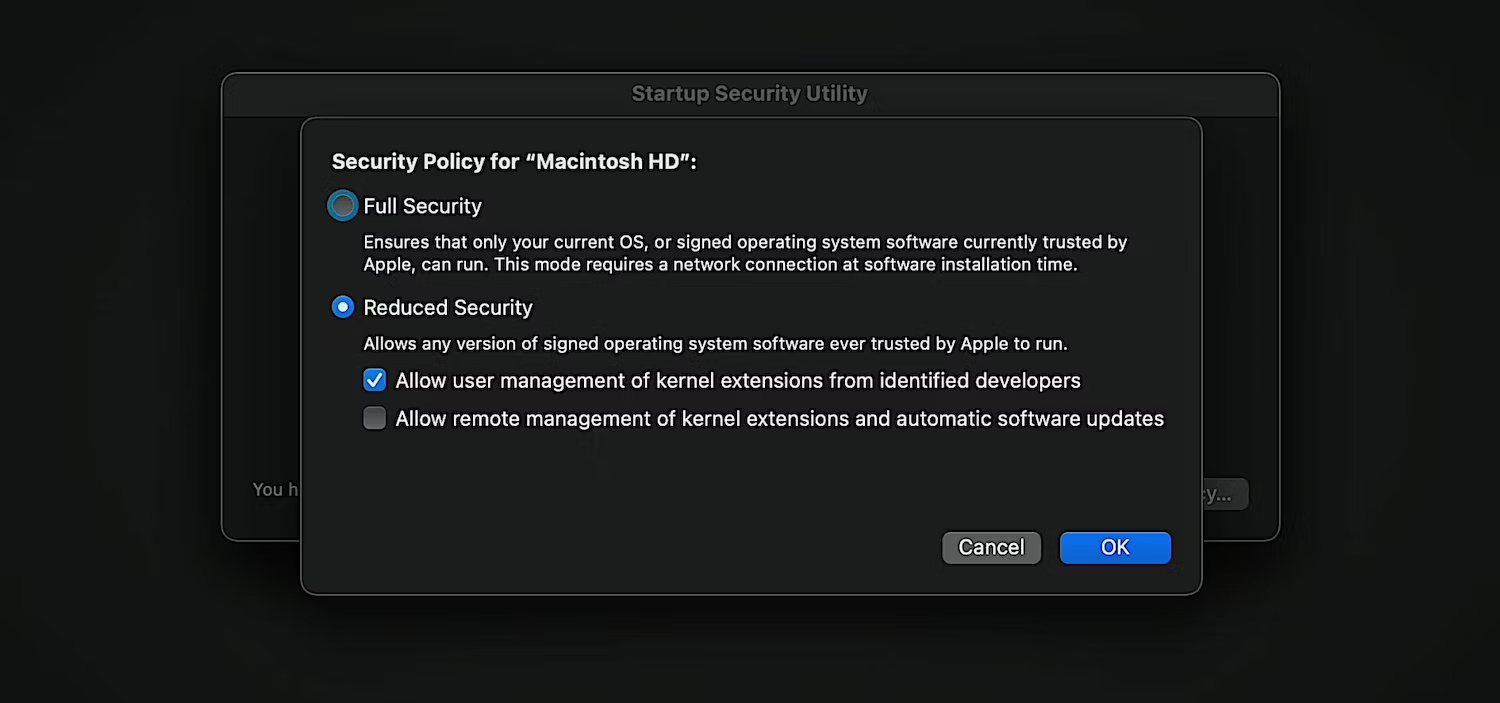 Startup Security Utility
Security Policy for “Macintosh HD”:
Full Security
Ensures that only your current OS, or signed operating system software currently trusted by
Apple, can run. This mode requires a network connection at software installation time.
Reduced Security
Allows any version of signed operating system software ever trusted by Apple to run.
Allow user management of kernel extensions from identified developers
Allow remote management of kernel extensions and automatic software updates
You h
cy...
Cancel
OK